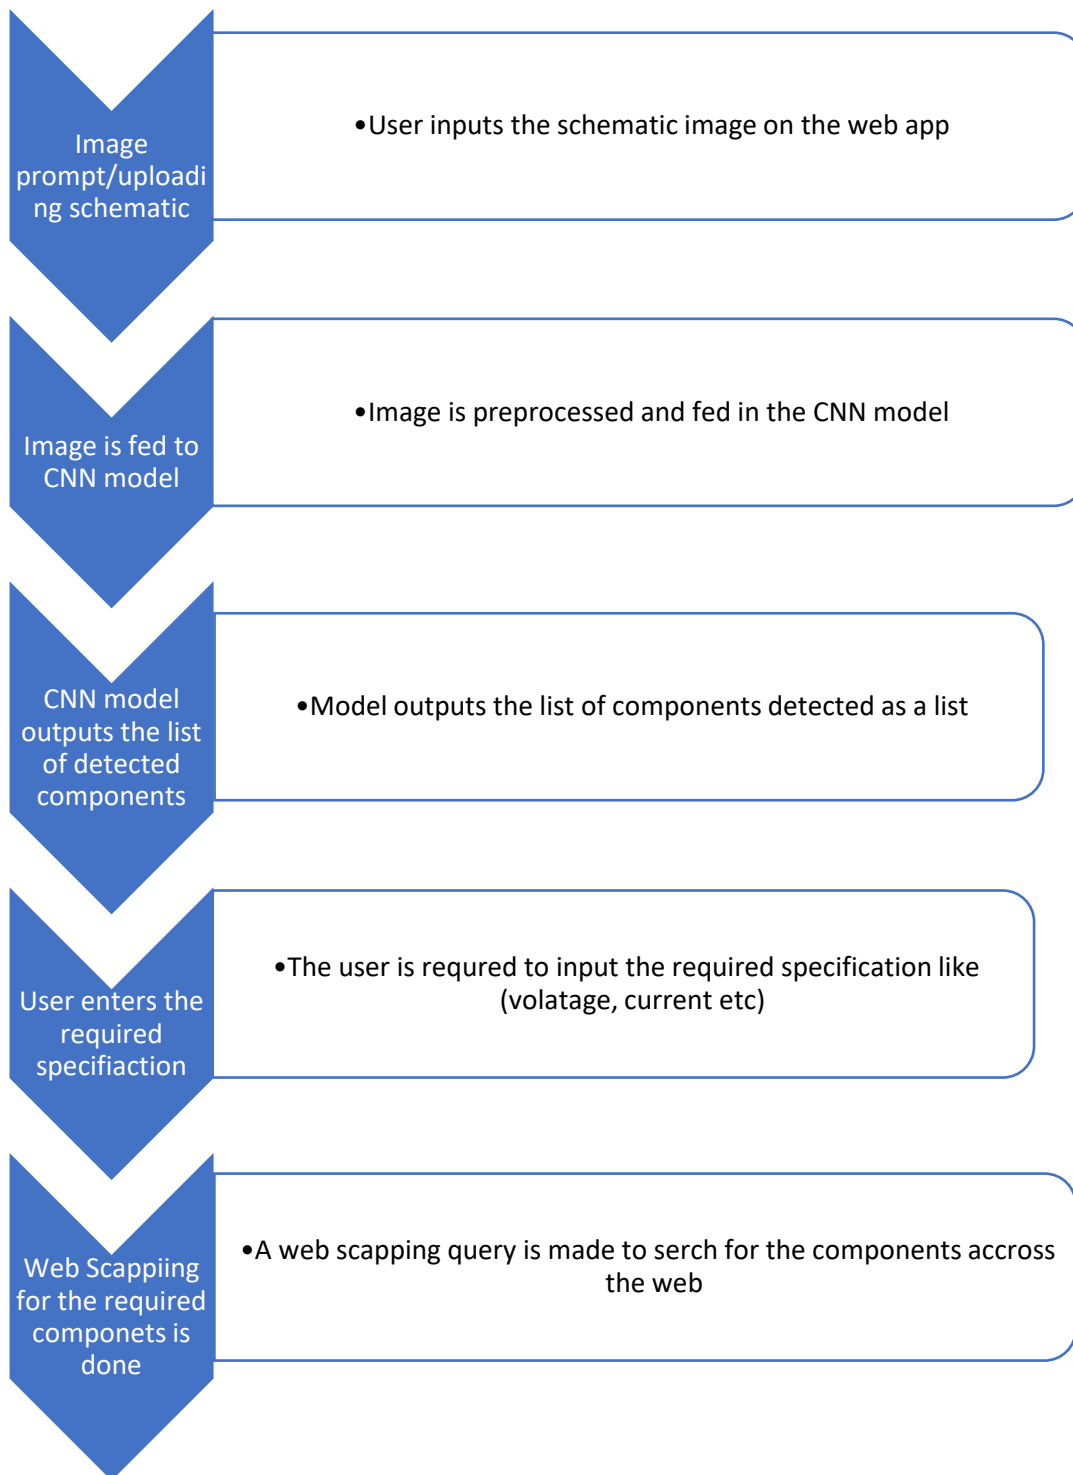 Image
prompt/uploadi
ng schematic
•User inputs the schematic image on the web app
Image is fed to
CNN model
•Image is preprocessed and fed in the CNN model
CNN model
outputs the list
of detected
components
•Model outputs the list of components detected as a list
User enters the
required
specifiaction
•The user is requred to input the required specification like
(volatage, current etc)
Web Scappiing
for the required
componets is
done
•A web scapping query is made to serch for the components accross
the web